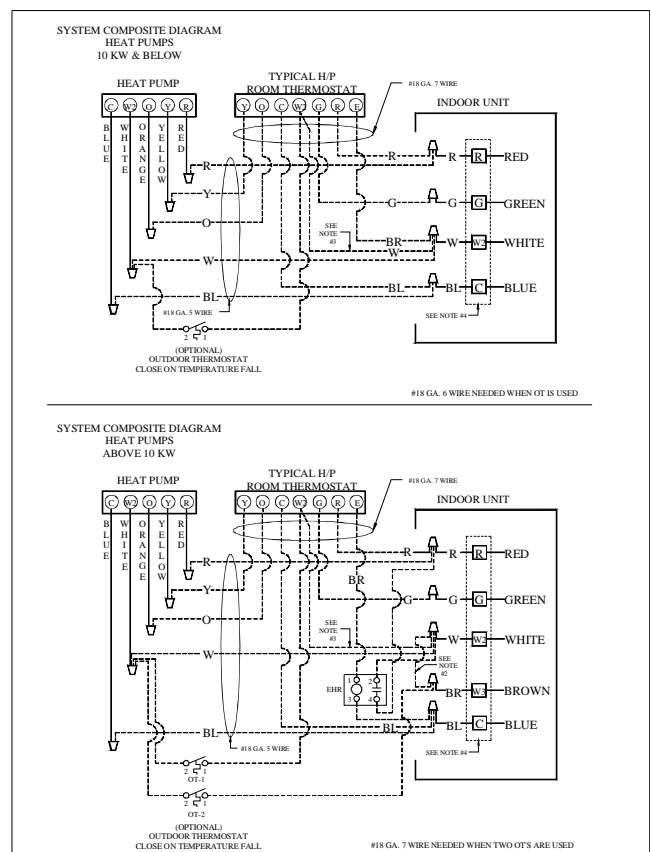 SYSTEM COMPOSITE DIAGRAM
HEAT PUMPS
10 KW & BELOW
HEAT PUMP
C W2 O Y R
BLUE
WHITE
ORANGE
YELLOW
RED
TYPICAL H/P
ROOM THERMOSTAT
Y O C W2 G R E
#18 GA. 7 WIRE
INDOOR UNIT
R
R R R RED
Y
G G G GREEN
O
SEE
NOTE
#3
BR
W W W2 WHITE
W
BL
BL BL C BLUE
#18 GA. 5 WIRE
SEE NOTE #4
2 1
(OPTIONAL)
OUTDOOR THERMOSTAT
CLOSE ON TEMPERATURE FALL
#18 GA. 6 WIRE NEEDED WHEN OT IS USED
SYSTEM COMPOSITE DIAGRAM
HEAT PUMPS
ABOVE 10 KW
HEAT PUMP
C W2 O Y R
BLUE
WHITE
ORANGE
YELLOW
RED
TYPICAL H/P
ROOM THERMOSTAT
Y O C W2 G R E
#18 GA. 7 WIRE
INDOOR UNIT
R
R R R RED
Y
BR
G G G GREEN
O
SEE
NOTE
#3
W W2 WHITE
W
SEE
NOTE
#2
EHR
1 2
3 4
BR W3 BROWN
BL
BL BL C BLUE
#18 GA. 5 WIRE
SEE NOTE #4
2 1
OT-1
2 1
OT-2
(OPTIONAL)
OUTDOOR THERMOSTAT
CLOSE ON TEMPERATURE FALL
#18 GA. 7 WIRE NEEDED WHEN TWO OT'S ARE USED